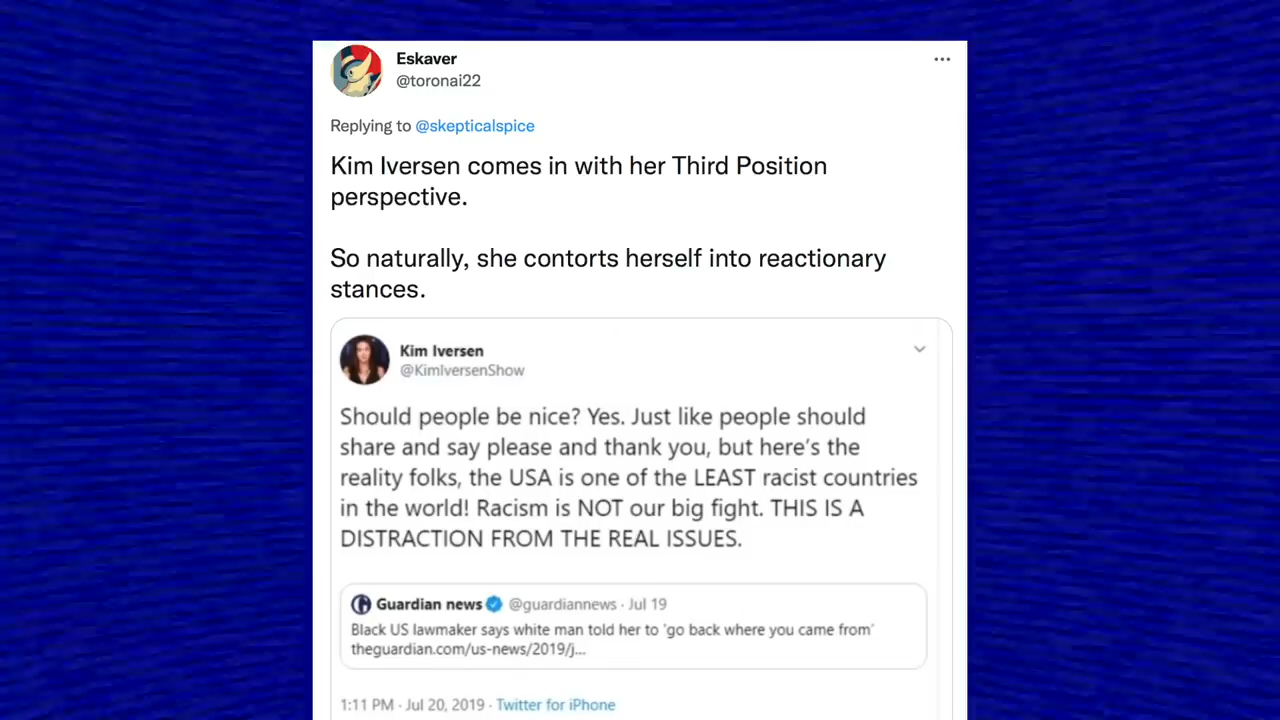 Eskaver
@toronai22
Replying to @skepticalspice
Kim Iversen comes in with her Third Position
perspective.
So naturally, she contorts herself into reactionary
stances.
Kim Iversen
@KimIversenShow
Should people be nice? Yes. Just like people should
share and say please and thank you, but here's the
reality folks, the USA is one of the LEAST racist countries
in the world! Racism is NOT our big fight. THIS IS A
DISTRACTION FROM THE REAL ISSUES.
Guardian news @guardiannews · Jul 19
Black US lawmaker says white man told her to 'go back where you came from'
theguardian.com/us-news/2019/j...
1:11 PM · Jul 20, 2019 · Twitter for iPhone